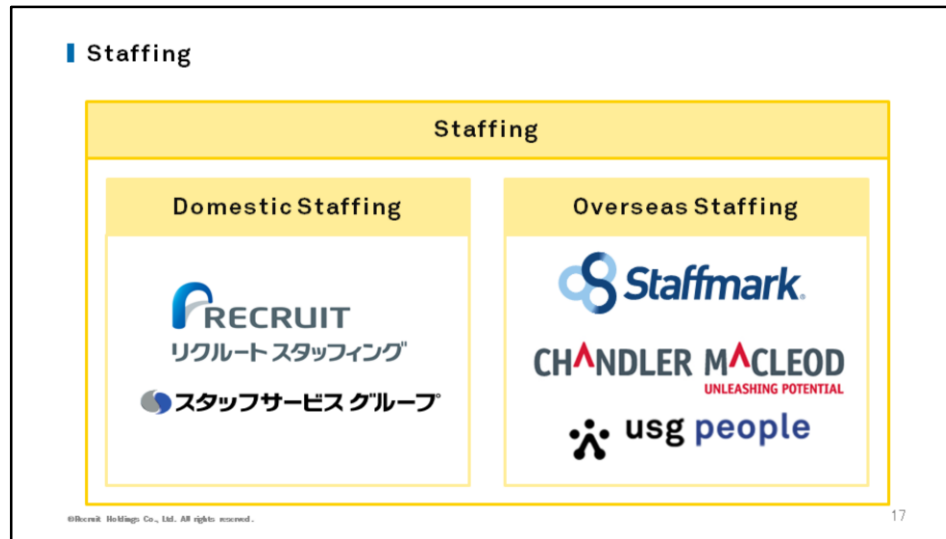 Staffing
Staffing
Domestic Staffing
RECRUIT
リクルート スタッフィング
スタッフサービス グループ
Overseas Staffing
Staffmark.
CHANDLER MACLEOD
UNLEASHING POTENTIAL
usg people
©Recruit Holdings Co., Ltd. All rights reserved.
17